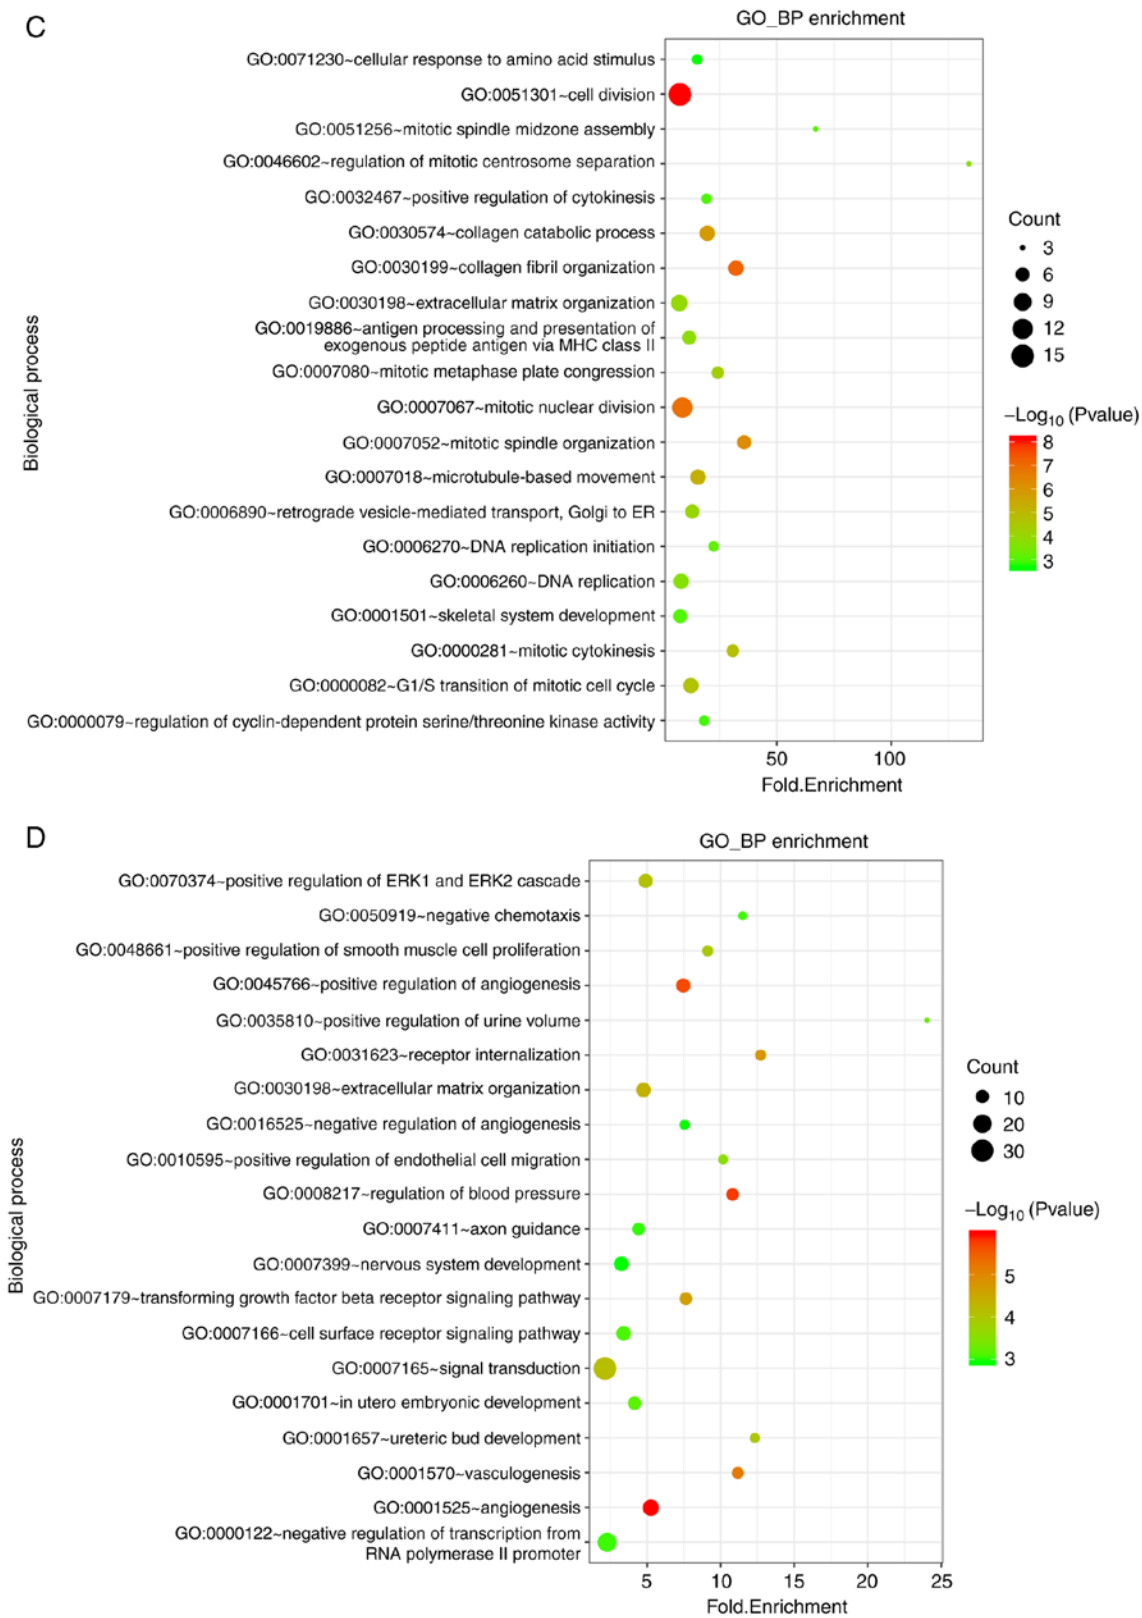 C
GO_BP enrichment
GO:0071230~cellular response to amino acid stimulus
GO:0051301~cell division
GO:0051256~mitotic spindle midzone assembly
GO:0046602~regulation of mitotic centrosome separation
GO:0032467~positive regulation of cytokinesis
GO:0030574~collagen catabolic process
GO:0030199~collagen fibril organization
GO:0030198~extracellular matrix organization
GO:0019886~antigen processing and presentation of
exogenous peptide antigen via MHC class II
GO:0007080~mitotic metaphase plate congression
GO:0007067~mitotic nuclear division
GO:0007052~mitotic spindle organization
GO:0007018~microtubule-based movement
GO:0006890~retrograde vesicle-mediated transport, Golgi to ER
GO:0006270~DNA replication initiation
GO:0006260~DNA replication
GO:0001501~skeletal system development
GO:0000281~mitotic cytokinesis
GO:0000082~G1/S transition of mitotic cell cycle
GO:0000079~regulation of cyclin-dependent protein serine/threonine kinase activity
Biological process
50 100
Fold.Enrichment
Count
3
6
9
12
15
−Log10 (Pvalue)
8
7
6
5
4
3
D
GO_BP enrichment
GO:0070374~positive regulation of ERK1 and ERK2 cascade
GO:0050919~negative chemotaxis
GO:0048661~positive regulation of smooth muscle cell proliferation
GO:0045766~positive regulation of angiogenesis
GO:0035810~positive regulation of urine volume
GO:0031623~receptor internalization
GO:0030198~extracellular matrix organization
GO:0016525~negative regulation of angiogenesis
GO:0010595~positive regulation of endothelial cell migration
GO:0008217~regulation of blood pressure
GO:0007411~axon guidance
GO:0007399~nervous system development
GO:0007179~transforming growth factor beta receptor signaling pathway
GO:0007166~cell surface receptor signaling pathway
GO:0007165~signal transduction
GO:0001701~in utero embryonic development
GO:0001657~ureteric bud development
GO:0001570~vasculogenesis
GO:0001525~angiogenesis
GO:0000122~negative regulation of transcription from
RNA polymerase II promoter
Biological process
5 10 15 20 25
Fold.Enrichment
Count
10
20
30
−Log10 (Pvalue)
5
4
3